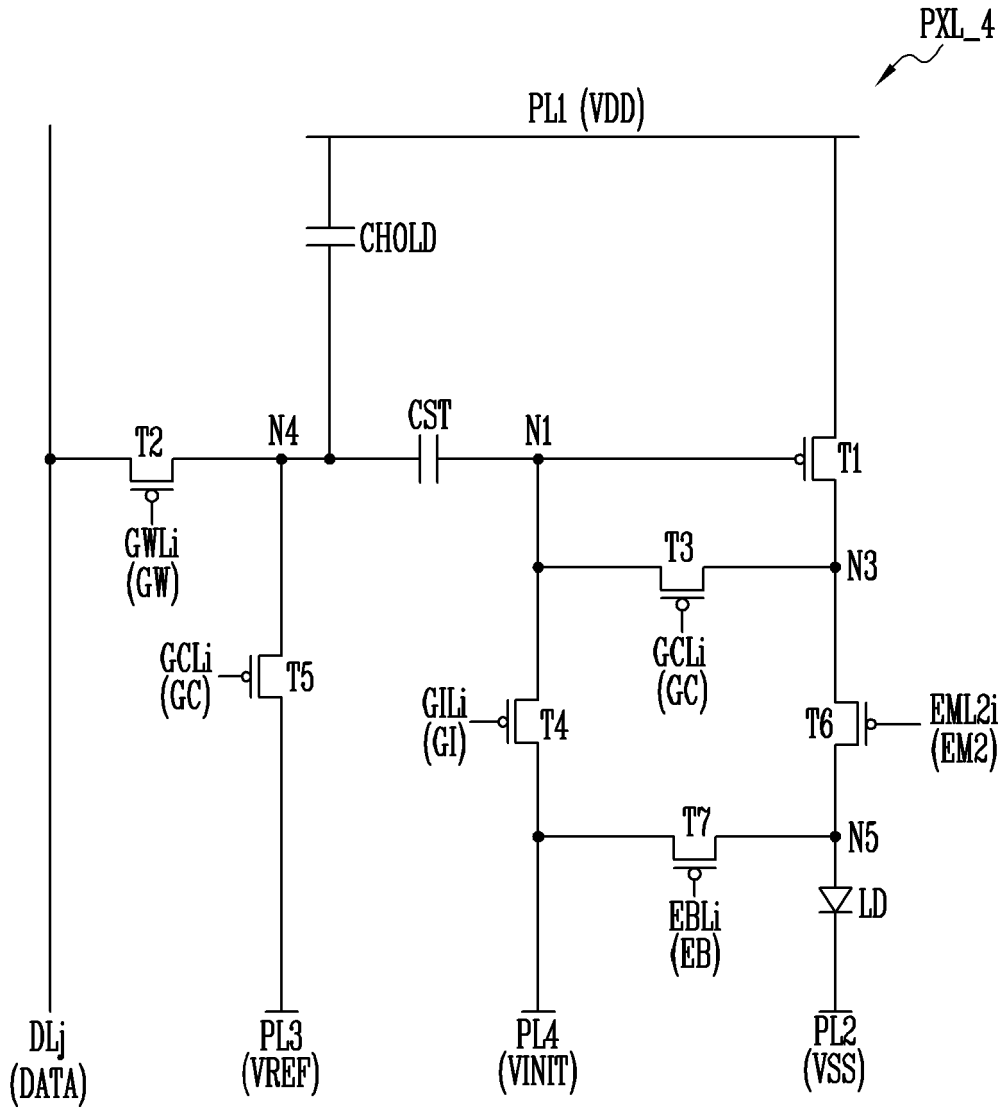 PXL_4
PL1 (VDD)
CHOLD
CST
T2
N4
N1
T1
GWLi
(GW)
T3
N3
GCLi
(GC)
T5
GCLi
(GC)
GILi
(GI)
T4
T6
EML2i
(EM2)
T7
N5
EBLi
(EB)
LD
DLj
(DATA)
PL3
(VREF)
PL4
(VINIT)
PL2
(VSS)